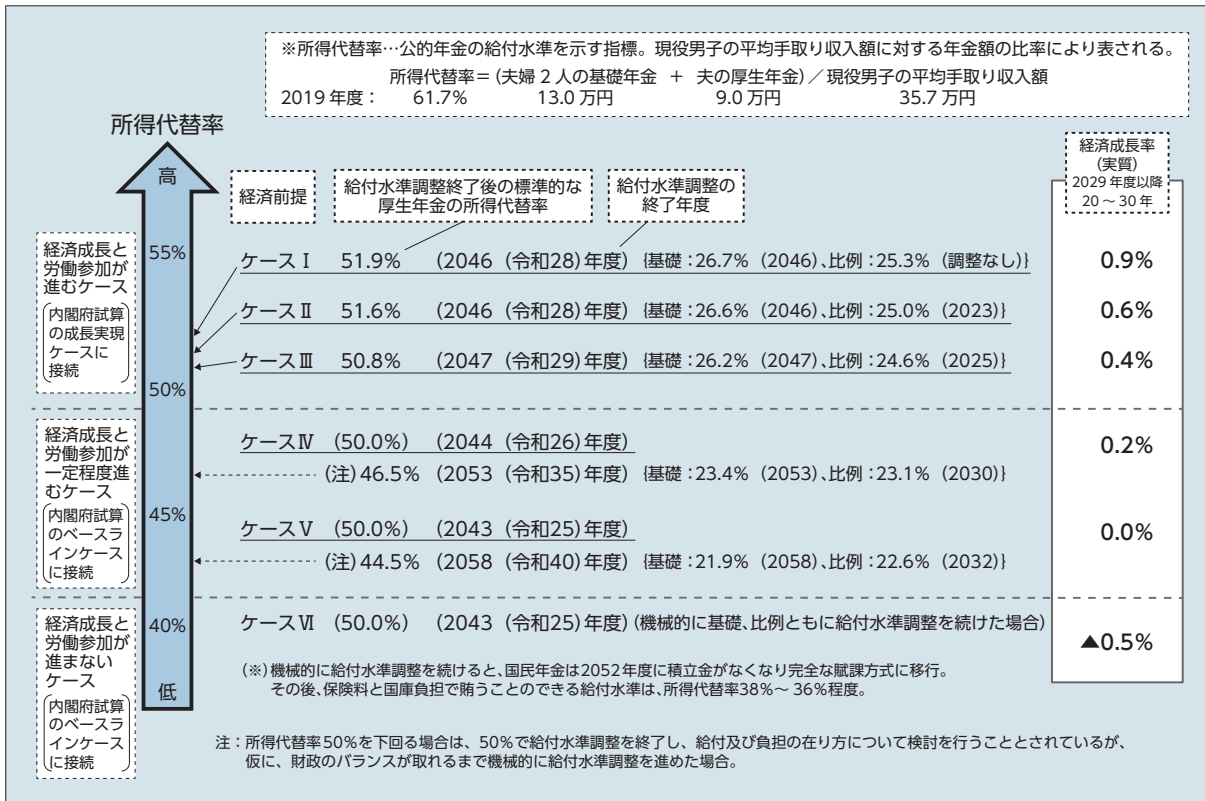 ※所得代替率…公的年金の給付水準を示す指標。現役男子の平均手取り収入額に対する年金額の比率により表される。
所得代替率＝（夫婦２人の基礎年金 ＋ 夫の厚生年金）／現役男子の平均手取り収入額
2019年度： 61.7% 13.0万円 9.0万円 35.7万円
所得代替率
高
55%
50%
45%
40%
低
経済前提
給付水準調整終了後の標準的な
厚生年金の所得代替率
給付水準調整の
終了年度
経済成長率
（実質）
2029年度以降
20～30年
経済成長と
労働参加が
進むケース
内閣府試算
の成長実現
ケースに
接続
ケースⅠ 51.9% （2046（令和28）年度）｛基礎：26.7%（2046）、比例：25.3%（調整なし）｝ 0.9%
ケースⅡ 51.6% （2046（令和28）年度）｛基礎：26.6%（2046）、比例：25.0%（2023）｝ 0.6%
ケースⅢ 50.8% （2047（令和29）年度）｛基礎：26.2%（2047）、比例：24.6%（2025）｝ 0.4%
経済成長と
労働参加が
一定程度進
むケース
内閣府試算
のベースラ
インケース
に接続
ケースⅣ （50.0%） （2044（令和26）年度） 0.2%
（注）46.5% （2053（令和35）年度）｛基礎：23.4%（2053）、比例：23.1%（2030）｝
ケースⅤ （50.0%） （2043（令和25）年度） 0.0%
（注）44.5% （2058（令和40）年度）｛基礎：21.9%（2058）、比例：22.6%（2032）｝
経済成長と
労働参加が
進まない
ケース
内閣府試算
のベースラ
インケース
に接続
ケースⅥ （50.0%） （2043（令和25）年度）（機械的に基礎、比例ともに給付水準調整を続けた場合） ▲0.5%
（※）機械的に給付水準調整を続けると、国民年金は2052年度に積立金がなくなり完全な賦課方式に移行。
その後、保険料と国庫負担で賄うことのできる給付水準は、所得代替率38%～36%程度。
注：所得代替率50%を下回る場合は、50%で給付水準調整を終了し、給付及び負担の在り方について検討を行うこととされているが、
仮に、財政のバランスが取れるまで機械的に給付水準調整を進めた場合。